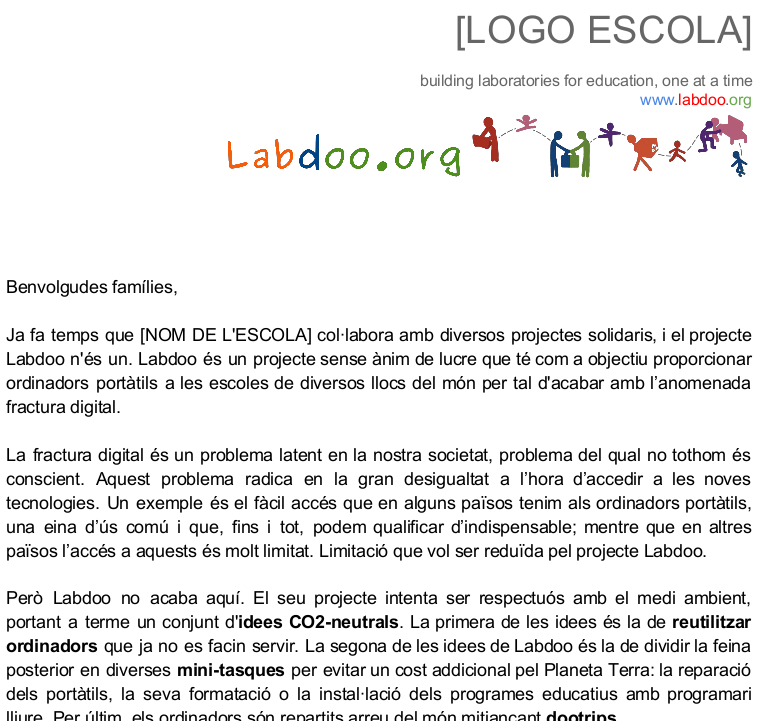 [LOGO ESCOLA]
building laboratories for education, one at a time
www.labdoo.org
Labdoo.org
Benvolgudes famílies,
Ja fa temps que [NOM DE L'ESCOLA] col·labora amb diversos projectes solidaris, i el projecte
Labdoo n'és un. Labdoo és un projecte sense ànim de lucre que té com a objectiu proporcionar
ordinadors portàtils a les escoles de diversos llocs del món per tal d'acabar amb l’anomenada
fractura digital.
La fractura digital és un problema latent en la nostra societat, problema del qual no tothom és
conscient. Aquest problema radica en la gran desigualtat a l’hora d’accedir a les noves
tecnologies. Un exemple és el fàcil accés que en alguns països tenim als ordinadors portàtils,
una eina d’ús comú i que, fins i tot, podem qualificar d’indispensable; mentre que en altres
països l’accés a aquests és molt limitat. Limitació que vol ser reduïda pel projecte Labdoo.
Però Labdoo no acaba aquí. El seu projecte intenta ser respectuós amb el medi ambient,
portant a terme un conjunt d'idees CO2-neutrals. La primera de les idees és la de reutilitzar
ordinadors que ja no es facin servir. La segona de les idees de Labdoo és la de dividir la feina
posterior en diverses mini-tasques per evitar un cost addicional pel Planeta Terra: la reparació
dels portàtils, la seva formatació o la instal·lació dels programes educatius amb programari
lliure. Per últim, els ordinadors són repartits arreu del món mitjançant dootrips